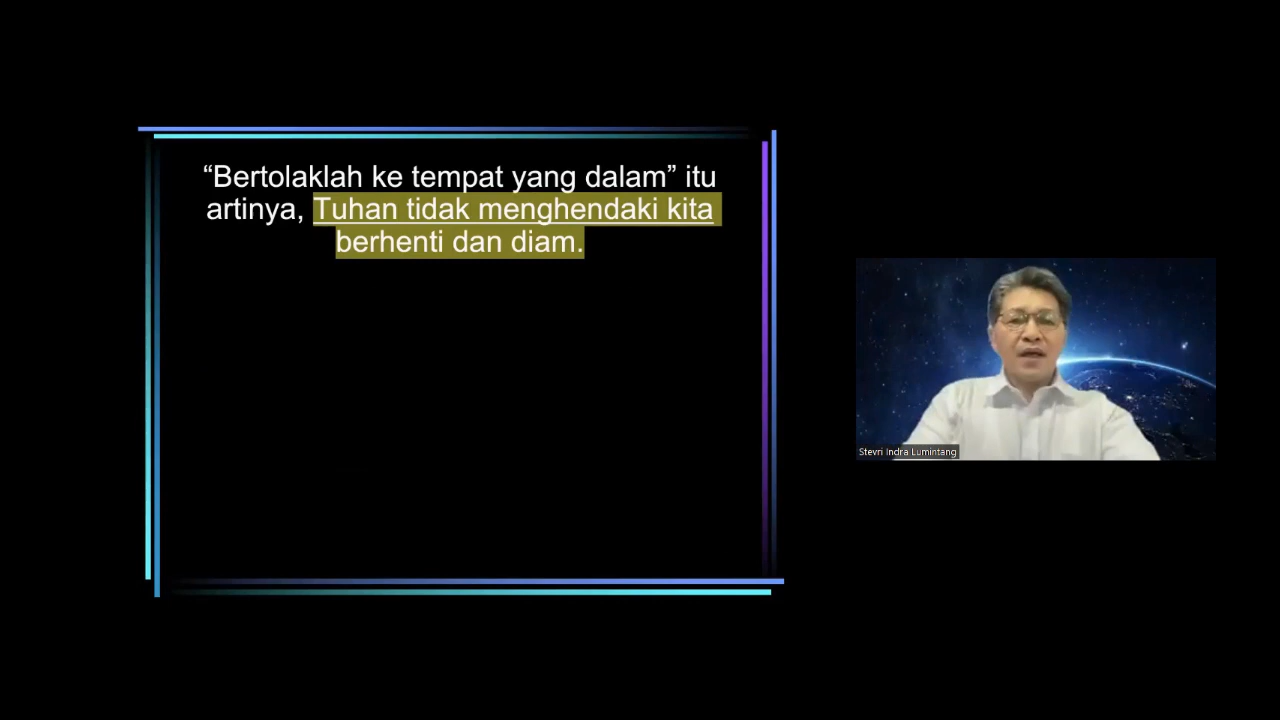 “Bertolaklah ke tempat yang dalam” itu
artinya, Tuhan tidak menghendaki kita
berhenti dan diam.
Stevri Indra Lumintang